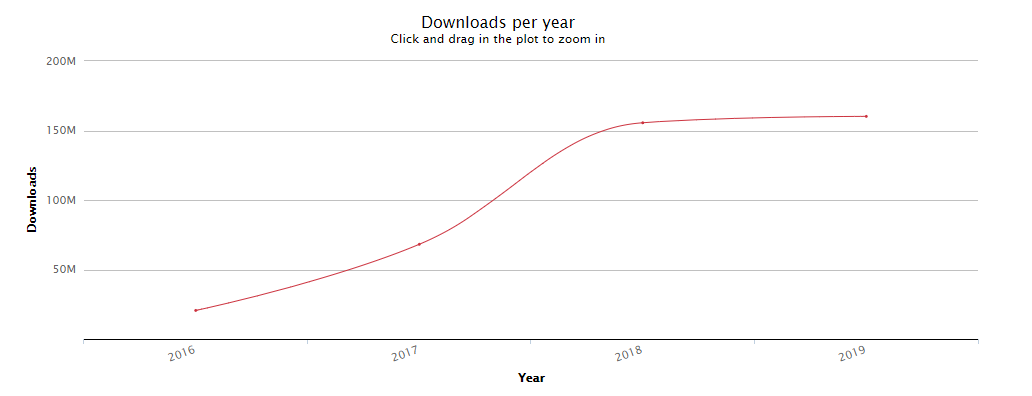 Downloads per year
Click and drag in the plot to zoom in
200M
150M
100M
50M
Downloads
2016
2017
2018
2019
Year